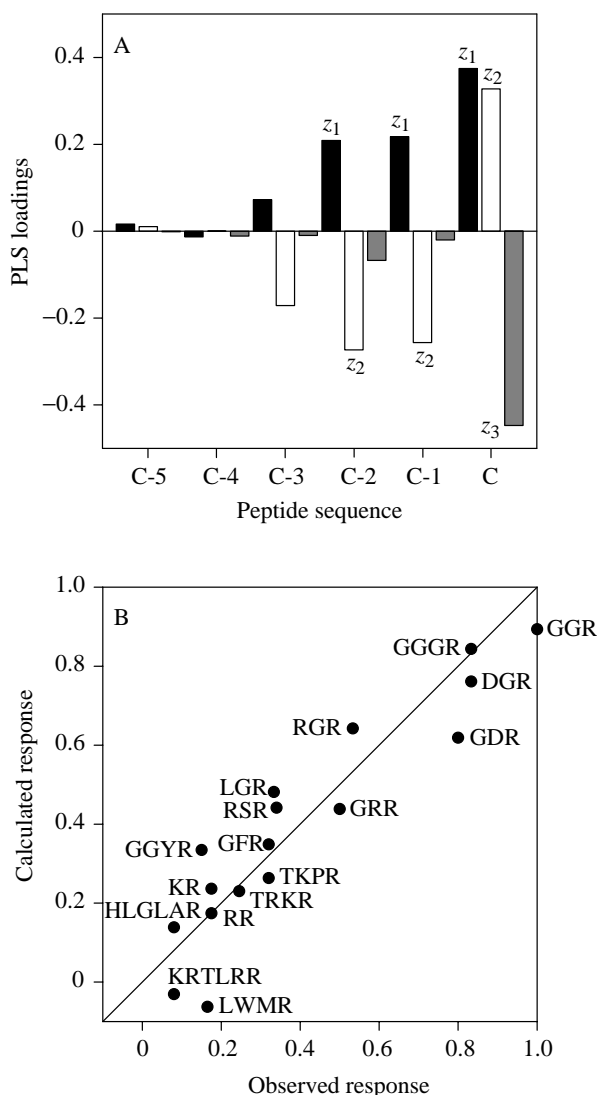 A
0.4
0.2
0
−0.2
−0.4
PLS loadings
z1
z1
z1
z2
z2
z2
z3
C-5 C-4 C-3 C-2 C-1 C
Peptide sequence
B
1.0
0.8
0.6
0.4
0.2
0
Calculated response
GGR
GGGR
DGR
RGR
GDR
LGR
RSR
GRR
GGYR
GFR
KR
TKPR
HLGLAR
TRKR
RR
KRTLRR
LWMR
0 0.2 0.4 0.6 0.8 1.0
Observed response